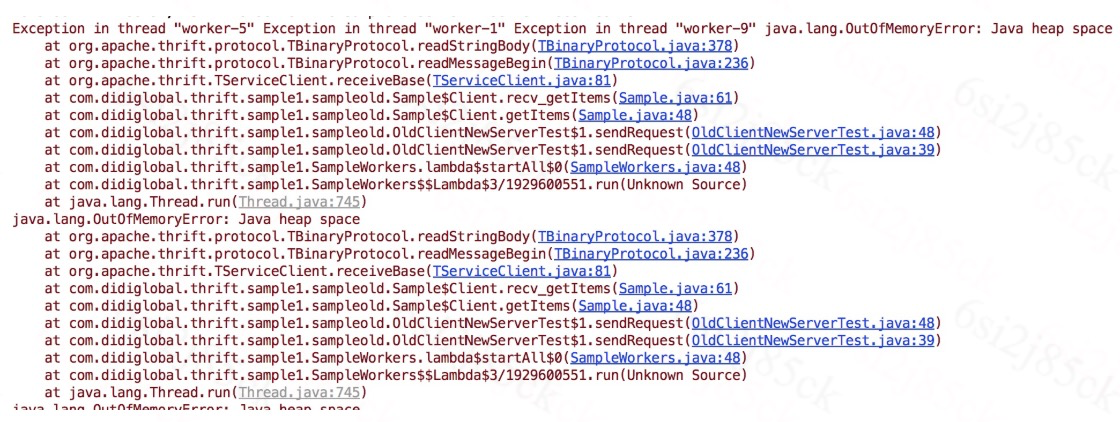 Exception in thread "worker-5" Exception in thread "worker-1" Exception in thread "worker-9" java.lang.OutOfMemoryError: Java heap space
at org.apache.thrift.protocol.TBinaryProtocol.readStringBody(TBinaryProtocol.java:378)
at org.apache.thrift.protocol.TBinaryProtocol.readMessageBegin(TBinaryProtocol.java:236)
at org.apache.thrift.TServiceClient.receiveBase(TServiceClient.java:81)
at com.didiglobal.thrift.sample1.sampleold.Sample$Client.recv_getItems(Sample.java:61)
at com.didiglobal.thrift.sample1.sampleold.Sample$Client.getItems(Sample.java:48)
at com.didiglobal.thrift.sample1.sampleold.OldClientNewServerTest$1.sendRequest(OldClientNewServerTest.java:48)
at com.didiglobal.thrift.sample1.sampleold.OldClientNewServerTest$1.sendRequest(OldClientNewServerTest.java:39)
at com.didiglobal.thrift.sample1.SampleWorkers.lambda$startAll$0(SampleWorkers.java:48)
at com.didiglobal.thrift.sample1.SampleWorkers$$Lambda$3/1929600551.run(Unknown Source)
at java.lang.Thread.run(Thread.java:745)
java.lang.OutOfMemoryError: Java heap space
at org.apache.thrift.protocol.TBinaryProtocol.readStringBody(TBinaryProtocol.java:378)
at org.apache.thrift.protocol.TBinaryProtocol.readMessageBegin(TBinaryProtocol.java:236)
at org.apache.thrift.TServiceClient.receiveBase(TServiceClient.java:81)
at com.didiglobal.thrift.sample1.sampleold.Sample$Client.recv_getItems(Sample.java:61)
at com.didiglobal.thrift.sample1.sampleold.Sample$Client.getItems(Sample.java:48)
at com.didiglobal.thrift.sample1.sampleold.OldClientNewServerTest$1.sendRequest(OldClientNewServerTest.java:48)
at com.didiglobal.thrift.sample1.sampleold.OldClientNewServerTest$1.sendRequest(OldClientNewServerTest.java:39)
at com.didiglobal.thrift.sample1.SampleWorkers.lambda$startAll$0(SampleWorkers.java:48)
at com.didiglobal.thrift.sample1.SampleWorkers$$Lambda$3/1929600551.run(Unknown Source)
at java.lang.Thread.run(Thread.java:745)
java.lang.OutOfMemoryError: Java heap space
6si2j85ck
6si2j85ck